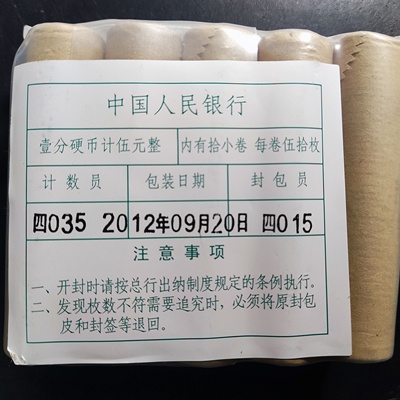 中国人民银行
壹分硬币计伍元整 内有拾小卷 每卷伍拾枚
计数员 包装日期 封包员
四035 2012年09月20日 四015
注意事项
一、开封时请按总行出纳制度规定的条例执行。
二、发现枚数不符需要追究时，必须将原封包
皮和封签等退回。